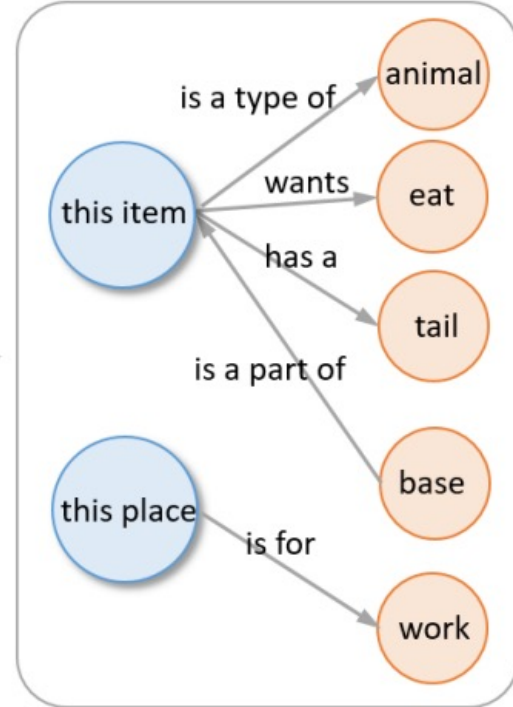 animal
is a type of
wants
eat
this item
has a
tail
is a part of
base
this place
is for
work